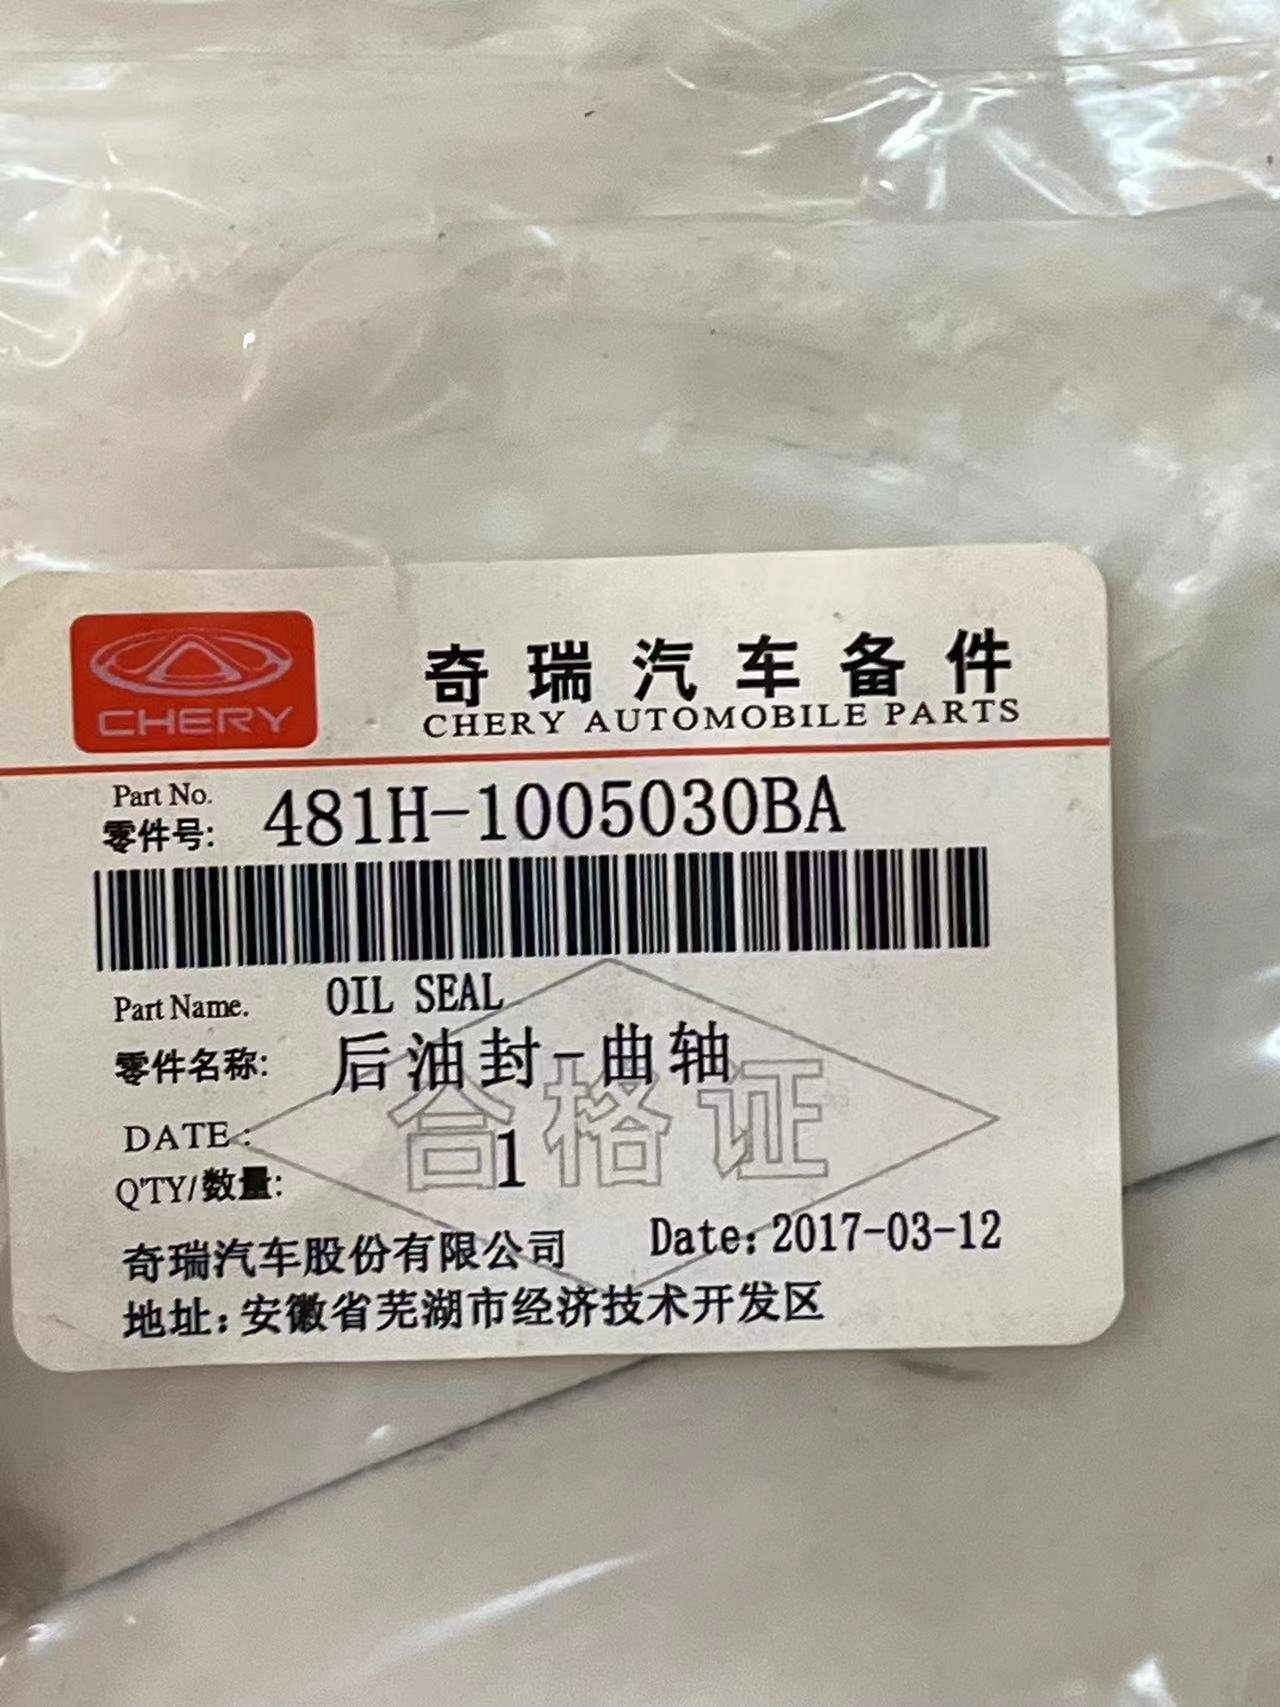 CHERY
奇瑞汽车备件
CHERY AUTOMOBILE PARTS
Part No.
零件号: 481H-1005030BA
Part Name. OIL SEAL
零件名称: 后油封-曲轴
合格证
DATE:
Q'TY/数量: 1
奇瑞汽车股份有限公司 Date: 2017-03-12
地址: 安徽省芜湖市经济技术开发区